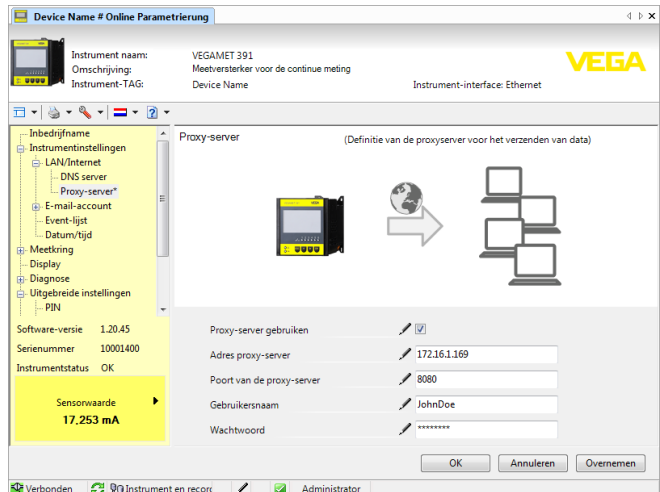 Device Name # Online Parametrierung
Instrument naam: VEGAMET 391
Omschrijving: Meetversterker voor de continue meting
Instrument-TAG: Device Name Instrument-interface: Ethernet
VEGA
Inbedrijfname
Instrumentinstellingen
LAN/Internet
DNS server
Proxy-server*
E-mail-account
Event-lijst
Datum/tijd
Meetkring
Display
Diagnose
Uitgebreide instellingen
PIN
Software-versie 1.20.45
Serienummer 10001400
Instrumentstatus OK
Sensorwaarde
17,253 mA
Proxy-server (Definitie van de proxyserver voor het verzenden van data)
Proxy-server gebruiken
Adres proxy-server 172.16.1.169
Poort van de proxy-server 8080
Gebruikersnaam JohnDoe
Wachtwoord ********
OK Annuleren Overnemen
Verbonden Instrument en record Administrator